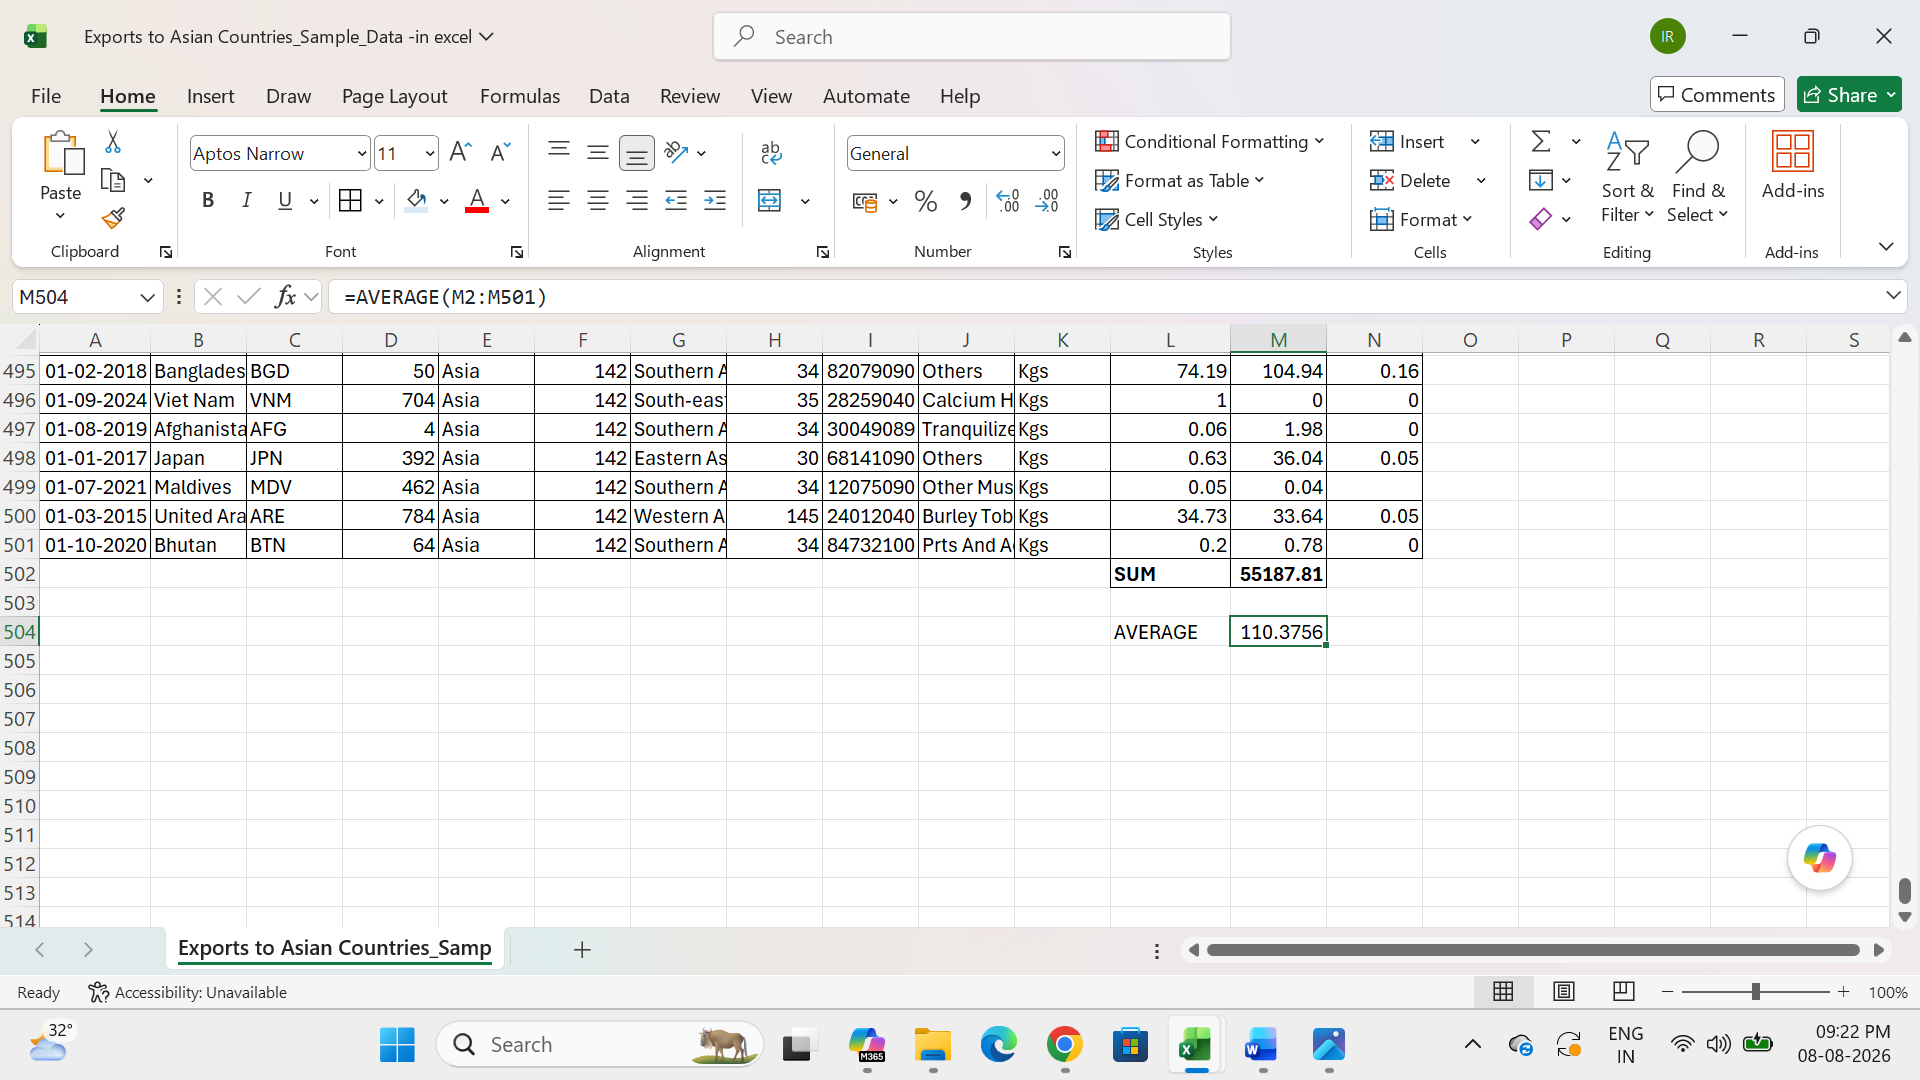 Exports to Asian Countries_Sample_Data -in excel
Search
IR
File Home Insert Draw Page Layout Formulas Data Review View Automate Help
Comments Share
Paste
Clipboard
Aptos Narrow 11
B I U
Font
ab
Alignment
General
% , .00 .00
Number
Conditional Formatting
Format as Table
Cell Styles
Styles
Insert
Delete
Format
Cells
Sort & Filter
Find & Select
Editing
Add-ins
Add-ins
M504 fx =AVERAGE(M2:M501)
A B C D E F G H I J K L M N O P Q R S
495 01-02-2018 Banglades BGD 50 Asia 142 Southern A 34 82079090 Others Kgs 74.19 104.94 0.16
496 01-09-2024 Viet Nam VNM 704 Asia 142 South-east 35 28259040 Calcium H Kgs 1 0 0
497 01-08-2019 Afghanista AFG 4 Asia 142 Southern A 34 30049089 Tranquilize Kgs 0.06 1.98 0
498 01-01-2017 Japan JPN 392 Asia 142 Eastern As 30 68141090 Others Kgs 0.63 36.04 0.05
499 01-07-2021 Maldives MDV 462 Asia 142 Southern A 34 12075090 Other Mus Kgs 0.05 0.04
500 01-03-2015 United Ara ARE 784 Asia 142 Western A 145 24012040 Burley Tob Kgs 34.73 33.64 0.05
501 01-10-2020 Bhutan BTN 64 Asia 142 Southern A 34 84732100 Prts And A Kgs 0.2 0.78 0
502 SUM 55187.81
503
504 AVERAGE 110.3756
505
506
507
508
509
510
511
512
513
514
Exports to Asian Countries_Samp
Ready Accessibility: Unavailable 100%
32°
Search
M365
ENG
IN
09:22 PM
08-08-2026